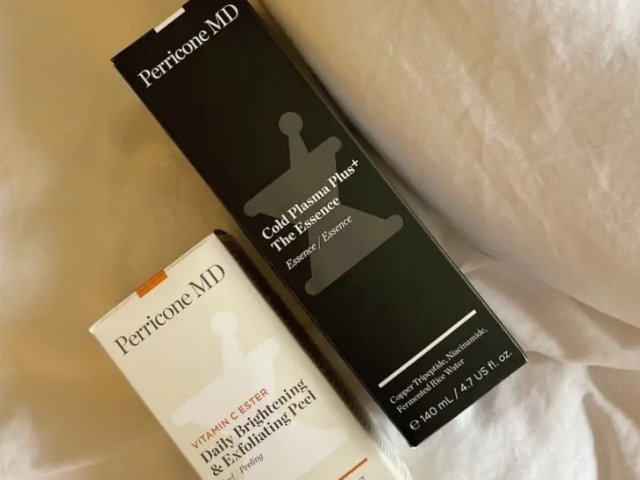 Perricone MD
Cold Plasma Plus+
The Essence
Essence / Essence
Copper Tripeptide, Niacinamide,
Fermented Rice Water
℮ 140 mL / 4.7 US fl. oz.
Perricone MD
VITAMIN C ESTER
Daily Brightening
& Exfoliating Peel
/ Peeling